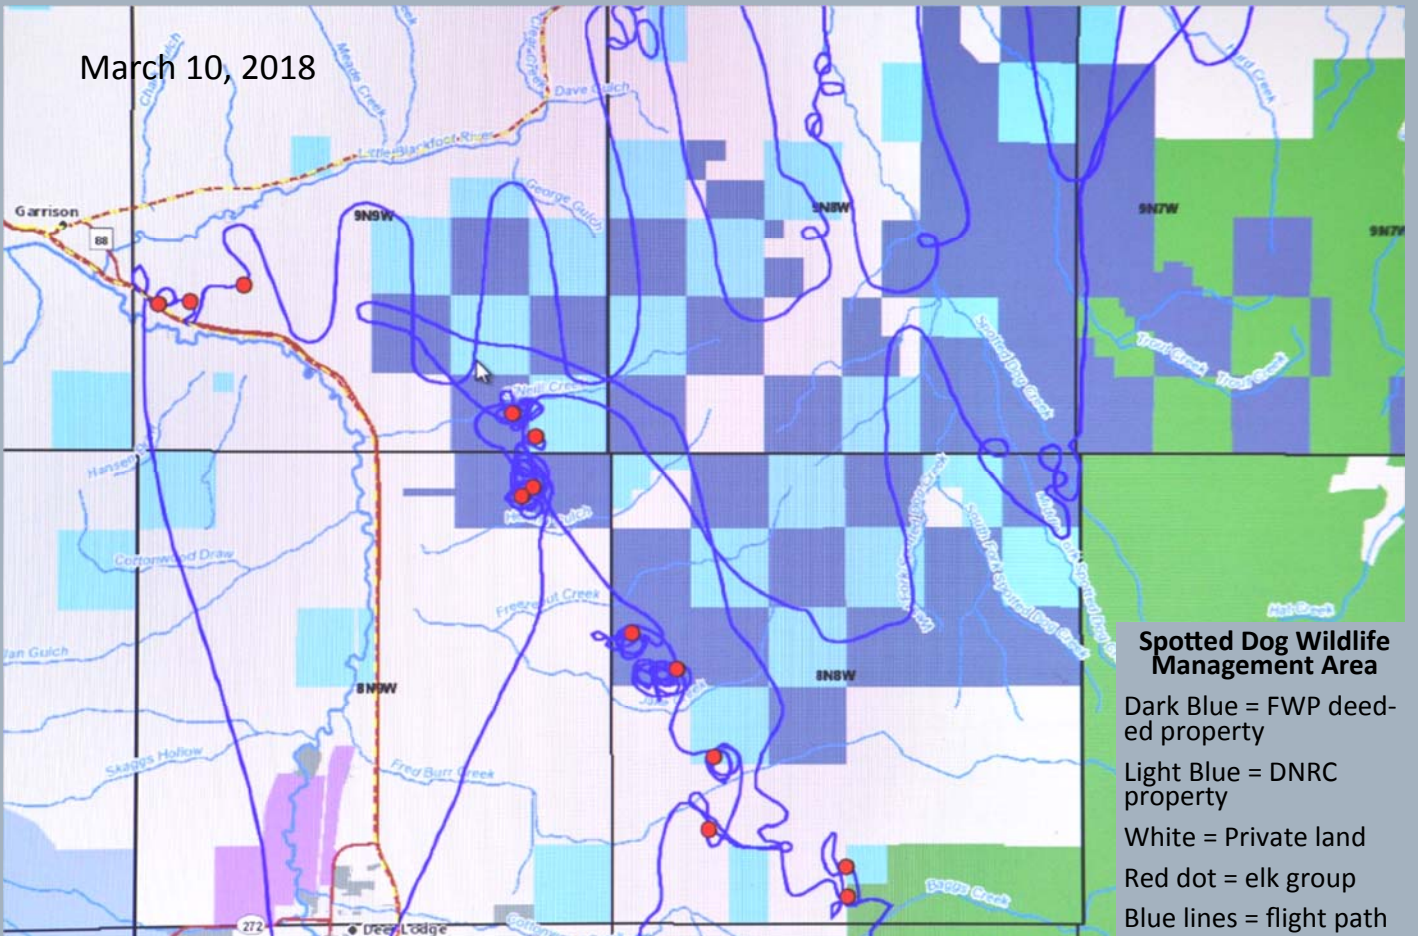 March 10, 2018
Meade Creek
Dave Gulch
Little Blackfoot River
George Gulch
Garrison
88
9N9W
9N8W
9N7W
9N7W
Spotted Dog Creek
Trout Creek
Trout Creek
Cottonwood Draw
Freezeout Creek
South Fork Spotted Dog Creek
8N9W
8N8W
Skaggs Hollow
Fred Burr Creek
Baggs Creek
272
Deer Lodge
Spotted Dog Wildlife
Management Area
Dark Blue = FWP deed-
ed property
Light Blue = DNRC
property
White = Private land
Red dot = elk group
Blue lines = flight path